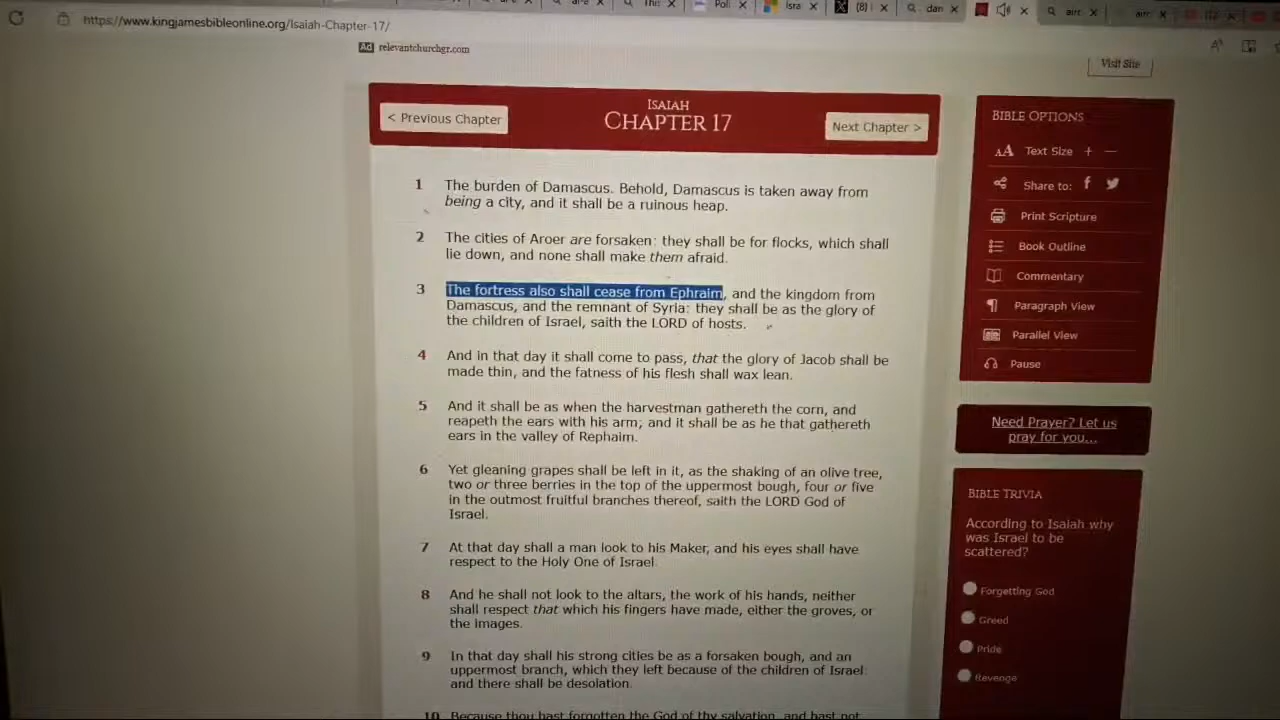 https://www.kingjamesbibleonline.org/Isaiah-Chapter-17/
Ad relevantchurchgr.com
Visit Site
< Previous Chapter
ISAIAH
CHAPTER 17
Next Chapter >
1 The burden of Damascus. Behold, Damascus is taken away from
being a city, and it shall be a ruinous heap.
2 The cities of Aroer are forsaken: they shall be for flocks, which shall
lie down, and none shall make them afraid.
3 The fortress also shall cease from Ephraim, and the kingdom from
Damascus, and the remnant of Syria: they shall be as the glory of
the children of Israel, saith the LORD of hosts.
4 And in that day it shall come to pass, that the glory of Jacob shall be
made thin, and the fatness of his flesh shall wax lean.
5 And it shall be as when the harvestman gathereth the corn, and
reapeth the ears with his arm; and it shall be as he that gathereth
ears in the valley of Rephaim.
6 Yet gleaning grapes shall be left in it, as the shaking of an olive tree,
two or three berries in the top of the uppermost bough, four or five
in the outmost fruitful branches thereof, saith the LORD God of
Israel.
7 At that day shall a man look to his Maker, and his eyes shall have
respect to the Holy One of Israel.
8 And he shall not look to the altars, the work of his hands, neither
shall respect that which his fingers have made, either the groves, or
the images.
9 In that day shall his strong cities be as a forsaken bough, and an
uppermost branch, which they left because of the children of Israel:
and there shall be desolation.
10 Because thou hast forgotten the God of thy salvation, and hast not
BIBLE OPTIONS
AA Text Size + —
Share to:
Print Scripture
Book Outline
Commentary
Paragraph View
Parallel View
Pause
Need Prayer? Let us
pray for you...
BIBLE TRIVIA
According to Isaiah why
was Israel to be
scattered?
Forgetting God
Greed
Pride
Revenge